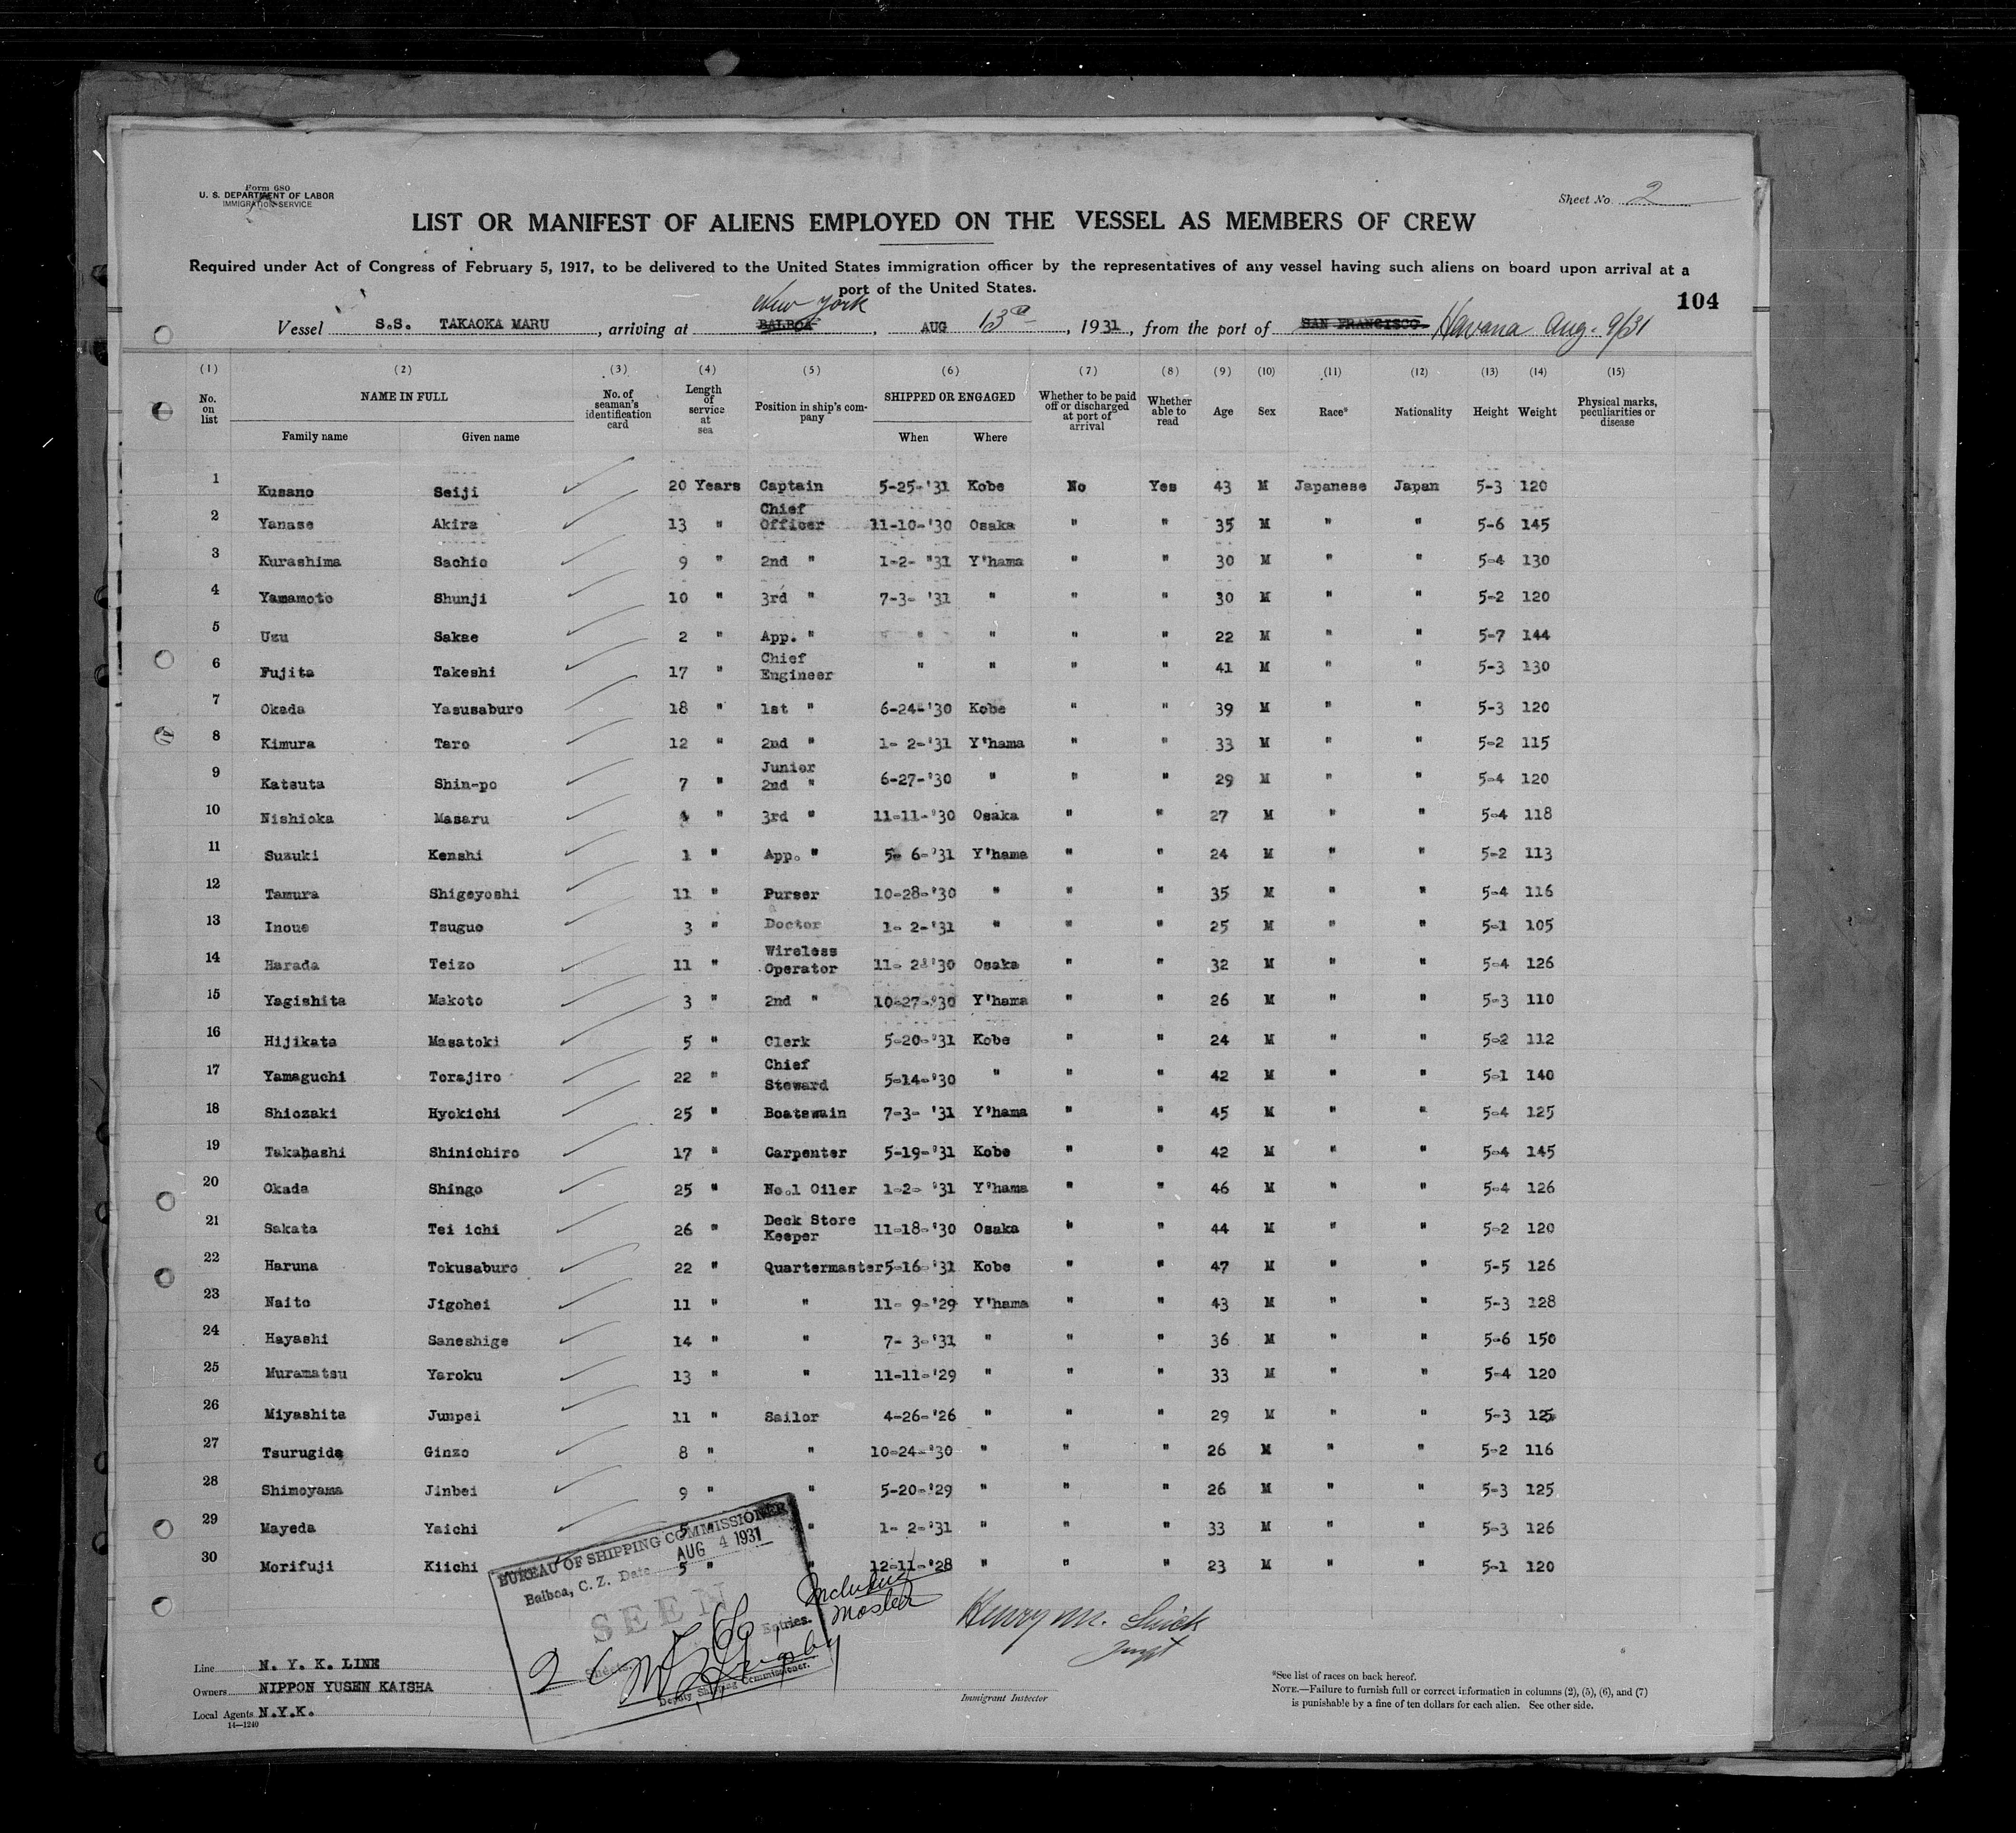 Form 680
U. S. DEPARTMENT OF LABOR
IMMIGRATION SERVICE
Sheet No. 2
LIST OR MANIFEST OF ALIENS EMPLOYED ON THE VESSEL AS MEMBERS OF CREW
Required under Act of Congress of February 5, 1917, to be delivered to the United States immigration officer by the representatives of any vessel having such aliens on board upon arrival at a
port of the United States.
104
New York
Vessel S.S. TAKAOKA MARU, arriving at BALBOA, AUG 13, 1931, from the port of SAN FRANCISCO. Havana Aug. 9/31
(1) (2) (3) (4) (5) (6) (7) (8) (9) (10) (11) (12) (13) (14) (15)
No. on list NAME IN FULL No. of seaman's identification card Length of service at sea Position in ship's company SHIPPED OR ENGAGED Whether to be paid off or discharged at port of arrival Whether able to read Age Sex Race* Nationality Height Weight Physical marks, peculiarities or disease
Family name Given name When Where
1 Kusano Seiji 20 Years Captain 5-25-'31 Kobe No Yes 43 M Japanese Japan 5-3 120
2 Yanase Akira 13 " Chief Officer 11-10-'30 Osaka " " 35 M " " 5-6 145
3 Kurashima Sachio 9 " 2nd " 1-2- "31 Y'hama " " 30 M " " 5-4 130
4 Yamamoto Shunji 10 " 3rd " 7-3- '31 " " " 30 M " " 5-2 120
5 Uzu Sakae 2 " App. " " " " " 22 M " " 5-7 144
6 Fujita Takeshi 17 " Chief Engineer " " " " 41 M " " 5-3 130
7 Okada Yasusaburo 18 " 1st " 6-24-'30 Kobe " " 39 M " " 5-3 120
8 Kimura Taro 12 " 2nd " 1- 2-'31 Y'hama " " 33 M " " 5-2 115
9 Katsuta Shin-po 7 " Junior 2nd " 6-27-'30 " " " 29 M " " 5-4 120
10 Nishioka Masaru " 3rd " 11-11-'30 Osaka " " 27 M " " 5-4 118
11 Suzuki Kenshi 1 " App. " 5- 6-'31 Y'hama " " 24 M " " 5-2 113
12 Tamura Shigeyoshi 11 " Purser 10-28-'30 " " " 35 M " " 5-4 116
13 Inoue Tsuguo 3 " Doctor 1- 2-'31 " " " 25 M " " 5-1 105
14 Harada Teizo 11 " Wireless Operator 11- 2-'30 Osaka " " 32 M " " 5-4 126
15 Yagishita Makoto 3 " 2nd " 10-27-'30 Y'hama " " 26 M " " 5-3 110
16 Hijikata Masatoki 5 " Clerk 5-20-'31 Kobe " " 24 M " " 5-2 112
17 Yamaguchi Torajiro 22 " Chief Steward 5-14-'30 " " " 42 M " " 5-1 140
18 Shiozaki Hyokichi 25 " Boatswain 7-3- '31 Y'hama " " 45 M " " 5-4 125
19 Takahashi Shinichiro 17 " Carpenter 5-19-'31 Kobe " " 42 M " " 5-4 145
20 Okada Shingo 25 " No.1 Oiler 1-2- '31 Y'hama " " 46 M " " 5-4 126
21 Sakata Tei ichi 26 " Deck Store Keeper 11-18-'30 Osaka " " 44 M " " 5-2 120
22 Haruna Tokusaburo 22 " Quartermaster 5-16-'31 Kobe " " 47 M " " 5-5 126
23 Naito Jigohei 11 " " 11- 9-'29 Y'hama " " 43 M " " 5-3 128
24 Hayashi Saneshige 14 " " 7- 3-'31 " " " 36 M " " 5-6 150
25 Muramatsu Yaroku 13 " " 11-11-'29 " " " 33 M " " 5-4 120
26 Miyashita Junpei 11 " Sailor 4-26-'26 " " " 29 M " " 5-3 125
27 Tsurugida Ginzo 8 " " 10-24-'30 " " " 26 M " " 5-2 116
28 Shimoyama Jinbei 9 " " 5-20-'29 " " " 26 M " " 5-3 125
29 Mayeda Yaichi 5 " " 1- 2-'31 " " " 33 M " " 5-3 126
30 Morifuji Kiichi 5 " " 12-11-'28 " " " 23 M " " 5-1 120
BUREAU OF SHIPPING COMMISSIONER
Balboa, C. Z. Date AUG 4 1931
SEEN
Entries. Including Master
2 Sheets.
Deputy Shipping Commissioner.
Henry M.
Immigrant Inspector
Line N. Y. K. LINE
Owners NIPPON YUSEN KAISHA
Local Agents N.Y.K.
14—1240
*See list of races on back hereof.
NOTE.—Failure to furnish full or correct information in columns (2), (5), (6), and (7)
is punishable by a fine of ten dollars for each alien. See other side.